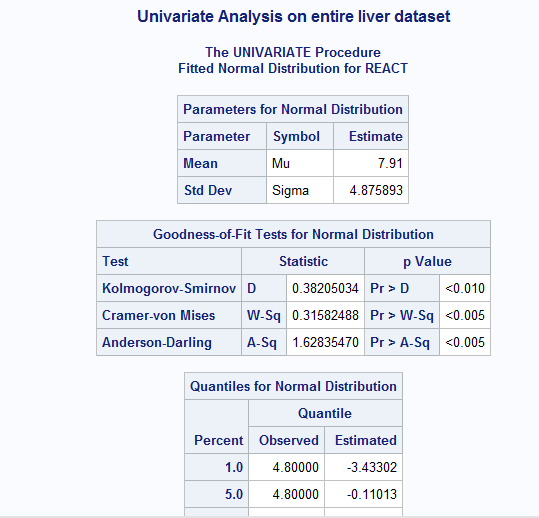 Univariate Analysis on entire liver dataset
The UNIVARIATE Procedure
Fitted Normal Distribution for REACT
Parameters for Normal Distribution
Parameter Symbol Estimate
Mean Mu 7.91
Std Dev Sigma 4.875893
Goodness-of-Fit Tests for Normal Distribution
Test Statistic p Value
Kolmogorov-Smirnov D 0.38205034 Pr > D <0.010
Cramer-von Mises W-Sq 0.31582488 Pr > W-Sq <0.005
Anderson-Darling A-Sq 1.62835470 Pr > A-Sq <0.005
Quantiles for Normal Distribution
Quantile
Percent Observed Estimated
1.0 4.80000 -3.43302
5.0 4.80000 -0.11013